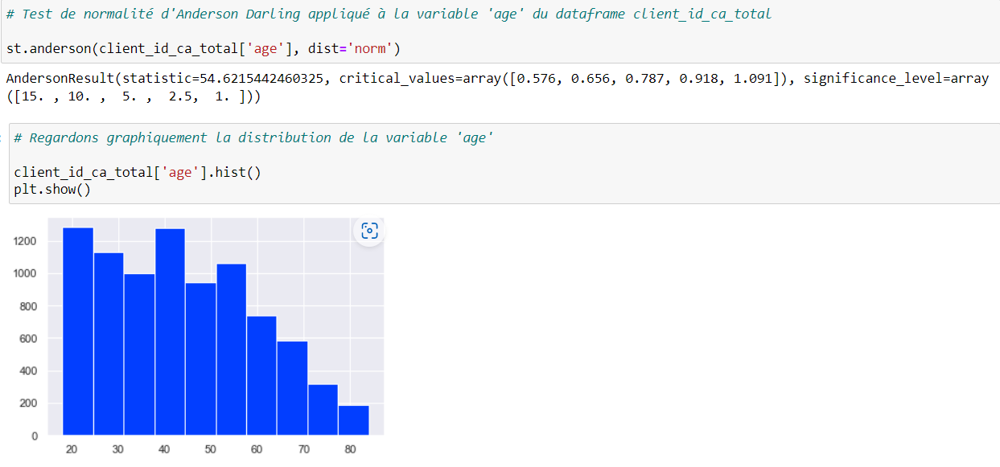 # Test de normalité d'Anderson Darling appliqué à la variable 'age' du dataframe client_id_ca_total
st.anderson(client_id_ca_total['age'], dist='norm')
AndersonResult(statistic=54.6215442460325, critical_values=array([0.576, 0.656, 0.787, 0.918, 1.091]), significance_level=array
([15. , 10. ,  5. ,  2.5,  1. ]))
# Regardons graphiquement la distribution de la variable 'age'
client_id_ca_total['age'].hist()
plt.show()
1200
1000
800
600
400
200
0
20 30 40 50 60 70 80